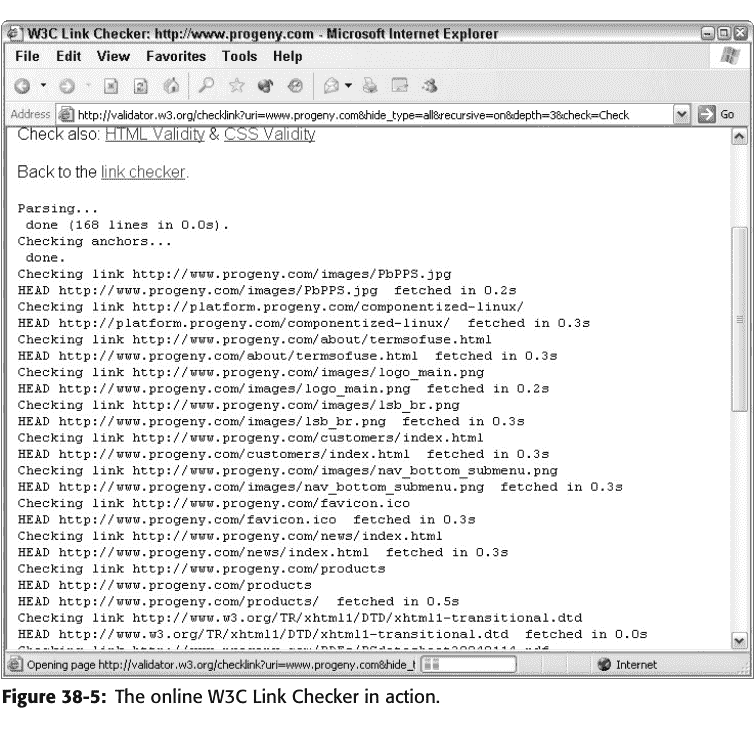 W3C Link Checker: http://www.progeny.com - Microsoft Internet Explorer
File Edit View Favorites Tools Help
Address http://validator.w3.org/checklink?uri=www.progeny.com&hide_type=all&recursive=on&depth=3&check=Check Go
Check also: HTML Validity & CSS Validity
Back to the link checker.
Parsing...
done (168 lines in 0.0s).
Checking anchors...
done.
Checking link http://www.progeny.com/images/PbPPS.jpg
HEAD http://www.progeny.com/images/PbPPS.jpg fetched in 0.2s
Checking link http://platform.progeny.com/componentized-linux/
HEAD http://platform.progeny.com/componentized-linux/ fetched in 0.3s
Checking link http://www.progeny.com/about/termsofuse.html
HEAD http://www.progeny.com/about/termsofuse.html fetched in 0.3s
Checking link http://www.progeny.com/images/logo_main.png
HEAD http://www.progeny.com/images/logo_main.png fetched in 0.2s
Checking link http://www.progeny.com/images/lsb_br.png
HEAD http://www.progeny.com/images/lsb_br.png fetched in 0.3s
Checking link http://www.progeny.com/customers/index.html
HEAD http://www.progeny.com/customers/index.html fetched in 0.3s
Checking link http://www.progeny.com/images/nav_bottom_submenu.png
HEAD http://www.progeny.com/images/nav_bottom_submenu.png fetched in 0.3s
Checking link http://www.progeny.com/favicon.ico
HEAD http://www.progeny.com/favicon.ico fetched in 0.3s
Checking link http://www.progeny.com/news/index.html
HEAD http://www.progeny.com/news/index.html fetched in 0.3s
Checking link http://www.progeny.com/products
HEAD http://www.progeny.com/products
HEAD http://www.progeny.com/products/ fetched in 0.5s
Checking link http://www.w3.org/TR/xhtml1/DTD/xhtml1-transitional.dtd
HEAD http://www.w3.org/TR/xhtml1/DTD/xhtml1-transitional.dtd fetched in 0.0s
Opening page http://validator.w3.org/checklink?uri=www.progeny.com&hide_t Internet
Figure 38-5: The online W3C Link Checker in action.